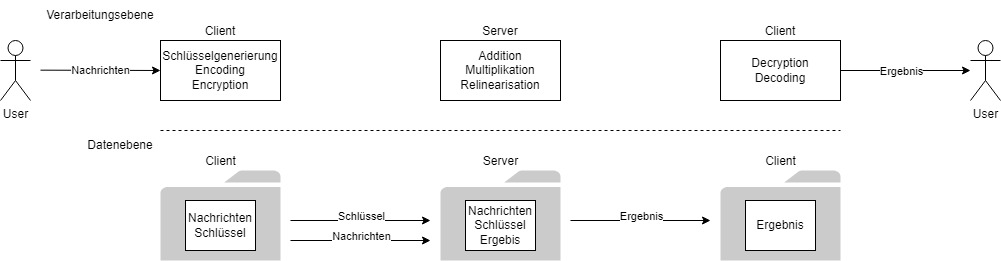 Verarbeitungsebene
Client
Server
Client
Schlüsselgenerierung
Encoding
Encryption
Addition
Multiplikation
Relinearisation
Decryption
Decoding
Nachrichten
Ergebnis
User
User
Datenebene
Client
Server
Client
Nachrichten
Schlüssel
Schlüssel
Nachrichten
Nachrichten
Schlüssel
Ergebis
Ergebnis
Ergebnis